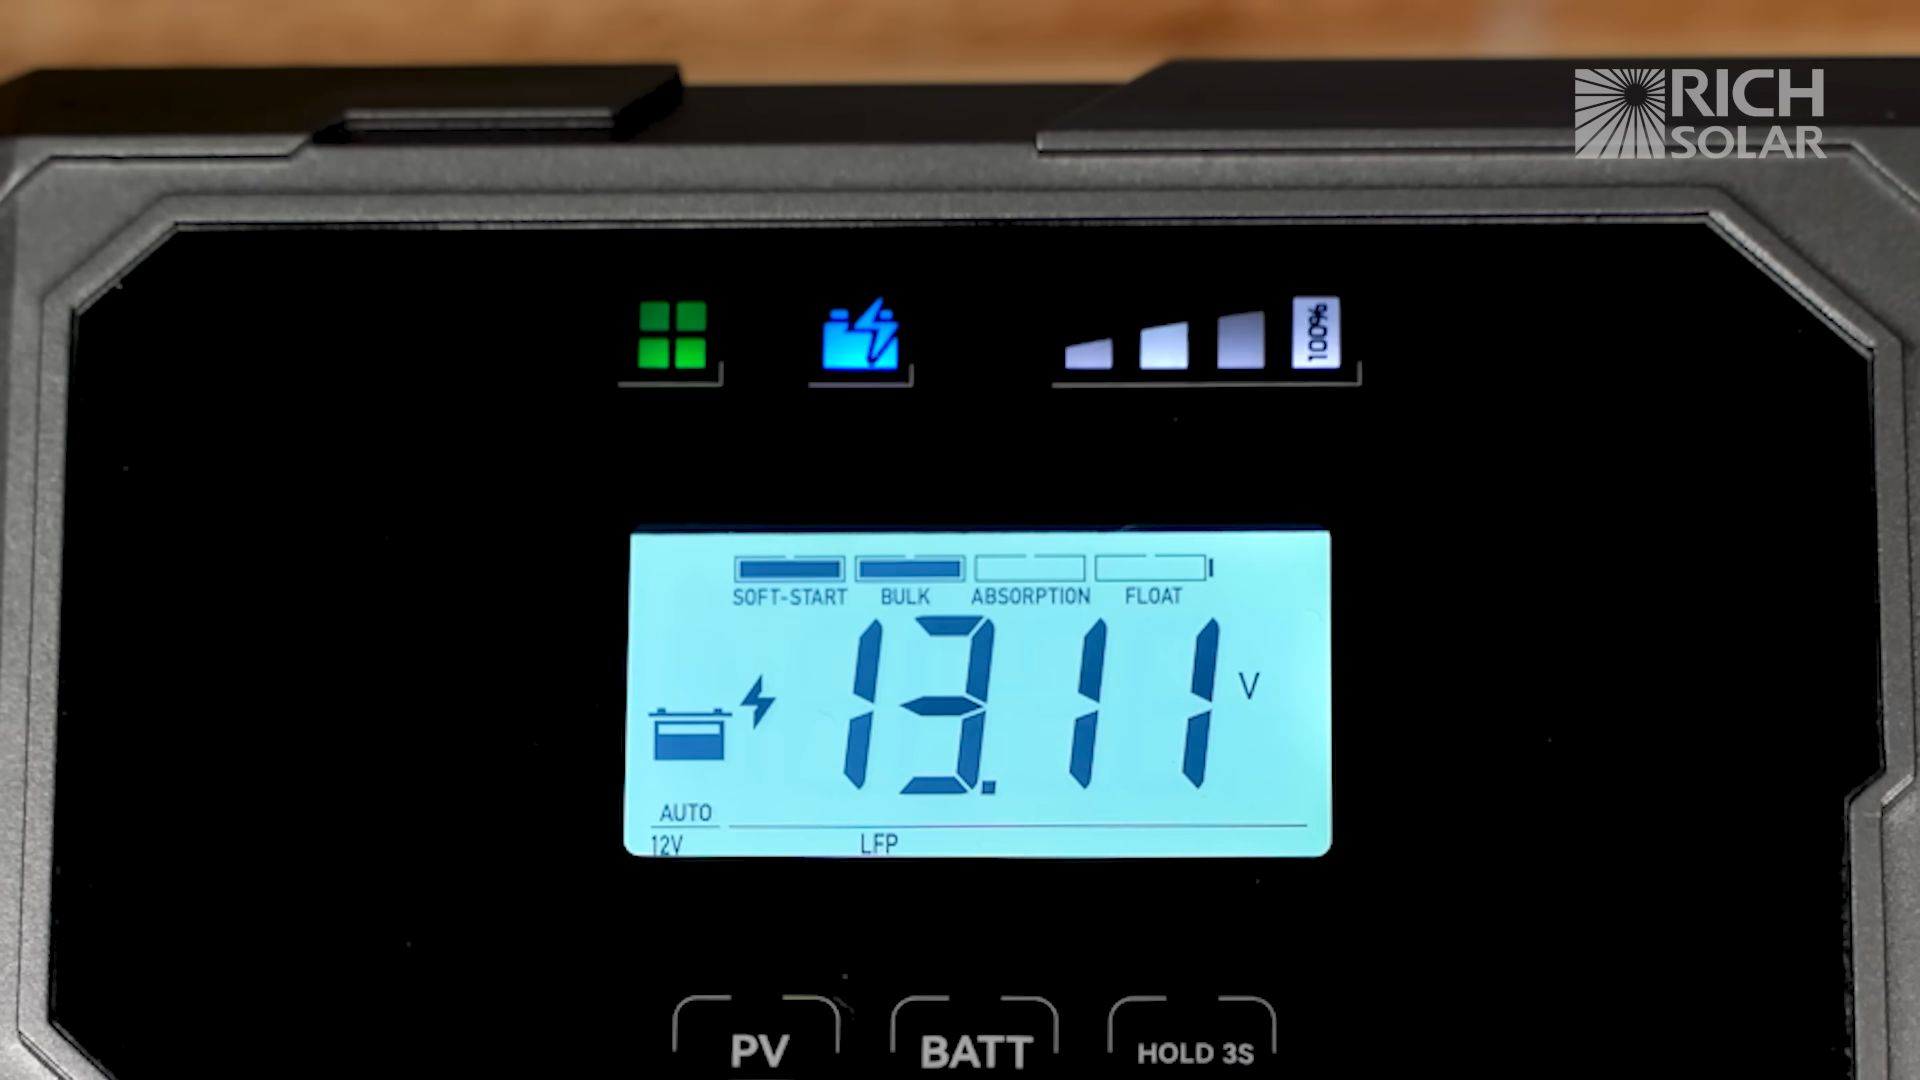 RICH
SOLAR
100%
SOFT-START BULK ABSORPTION FLOAT
13.11 V
AUTO
12V LFP
PV BATT HOLD 3S